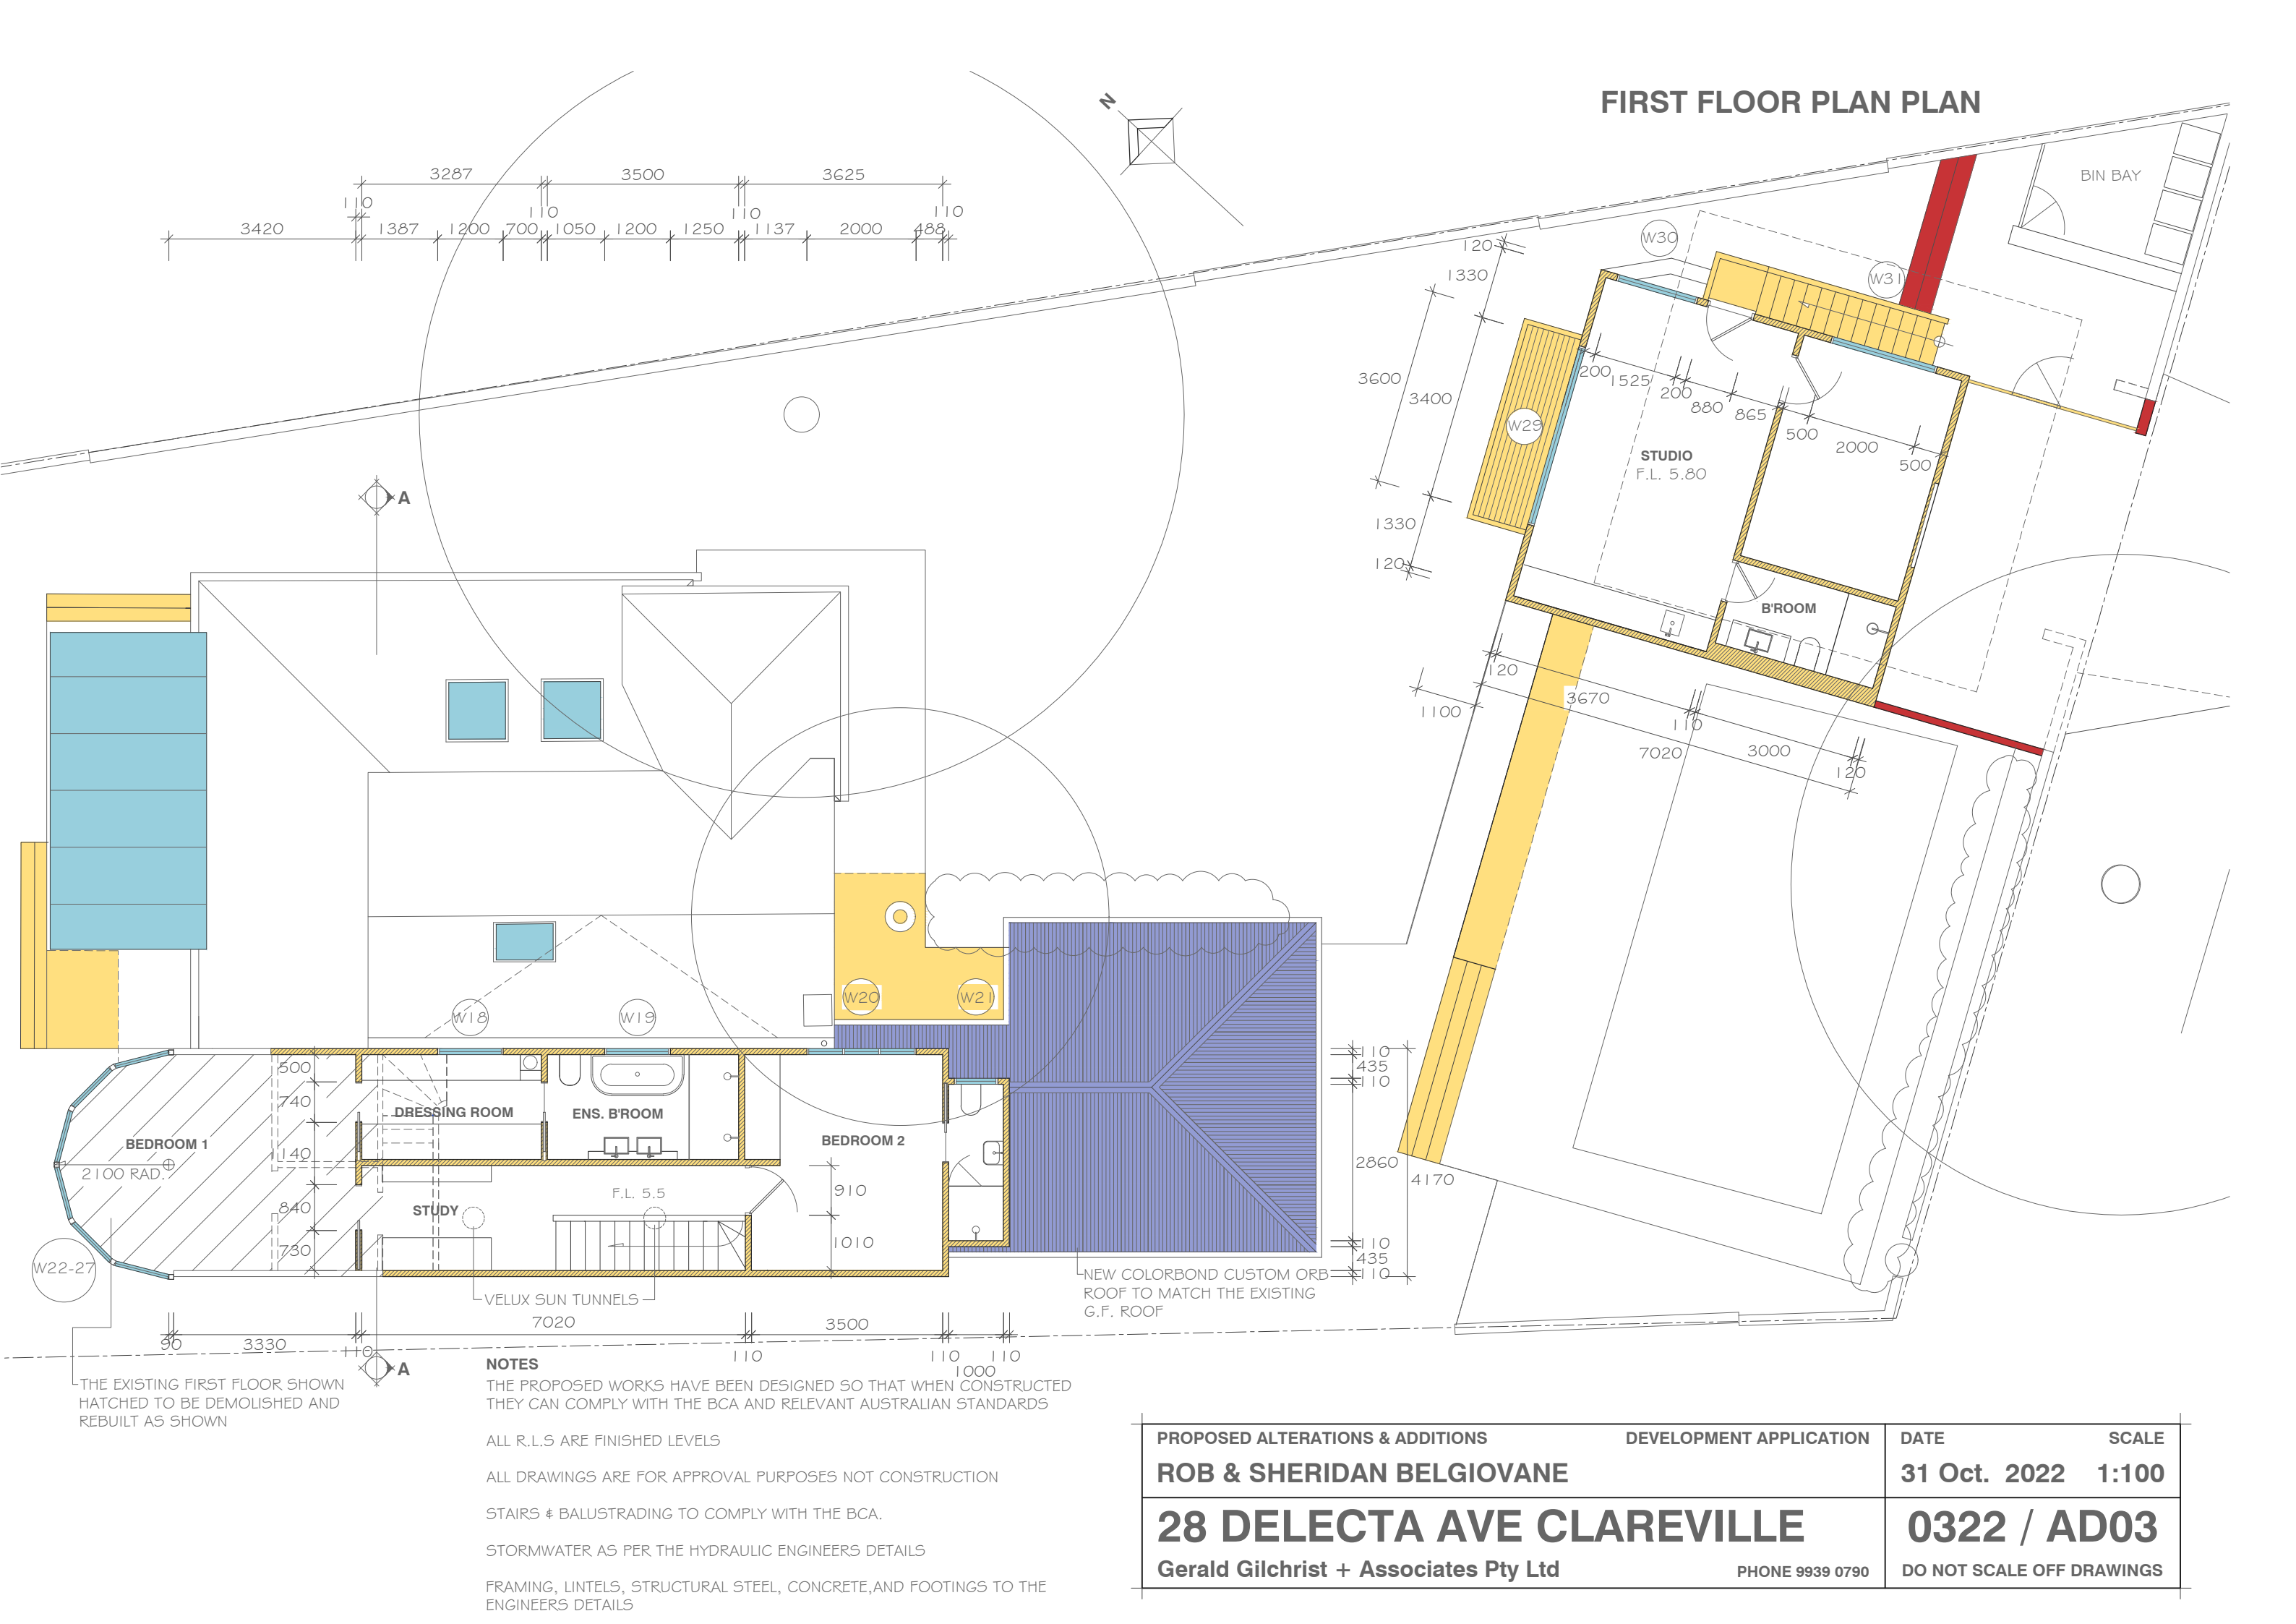 FIRST FLOOR PLAN PLAN
N
BIN BAY
3287
3500
3625
110
110
110
110
3420
1387
1200
700
1050
1200
1250
1137
2000
488
W30
W31
120
1330
3600
3400
1330
120
W29
200
1525
200
880
865
500
2000
500
STUDIO
F.L. 5.80
B'ROOM
120
1100
3670
110
7020
3000
120
A
W18
W19
W20
W21
500
740
140
840
730
BEDROOM 1
2100 RAD.
DRESSING ROOM
ENS. B'ROOM
BEDROOM 2
STUDY
F.L. 5.5
910
1010
W22-27
110
435
110
2860
4170
110
435
110
VELUX SUN TUNNELS
NEW COLORBOND CUSTOM ORB
ROOF TO MATCH THE EXISTING
G.F. ROOF
90
3330
110
7020
110
3500
110
1000
110
A
THE EXISTING FIRST FLOOR SHOWN
HATCHED TO BE DEMOLISHED AND
REBUILT AS SHOWN
NOTES
THE PROPOSED WORKS HAVE BEEN DESIGNED SO THAT WHEN CONSTRUCTED
THEY CAN COMPLY WITH THE BCA AND RELEVANT AUSTRALIAN STANDARDS
ALL R.L.S ARE FINISHED LEVELS
ALL DRAWINGS ARE FOR APPROVAL PURPOSES NOT CONSTRUCTION
STAIRS & BALUSTRADING TO COMPLY WITH THE BCA.
STORMWATER AS PER THE HYDRAULIC ENGINEERS DETAILS
FRAMING, LINTELS, STRUCTURAL STEEL, CONCRETE,AND FOOTINGS TO THE
ENGINEERS DETAILS
PROPOSED ALTERATIONS & ADDITIONS DEVELOPMENT APPLICATION
ROB & SHERIDAN BELGIOVANE
28 DELECTA AVE CLAREVILLE
Gerald Gilchrist + Associates Pty Ltd PHONE 9939 0790
DATE SCALE
31 Oct. 2022 1:100
0322 / AD03
DO NOT SCALE OFF DRAWINGS